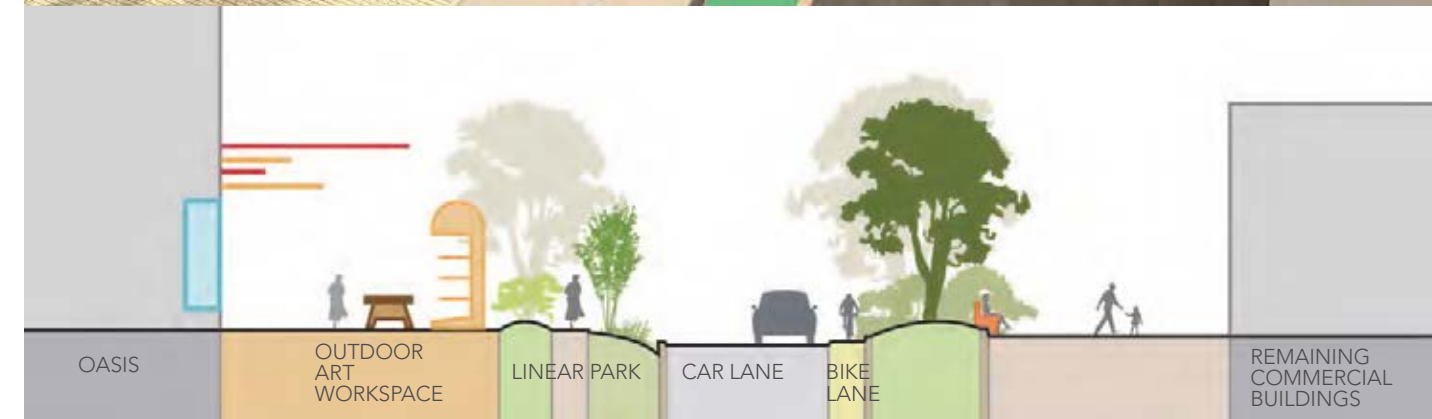 OASIS
OUTDOOR
ART
WORKSPACE
LINEAR PARK
CAR LANE
BIKE
LANE
REMAINING
COMMERCIAL
BUILDINGS